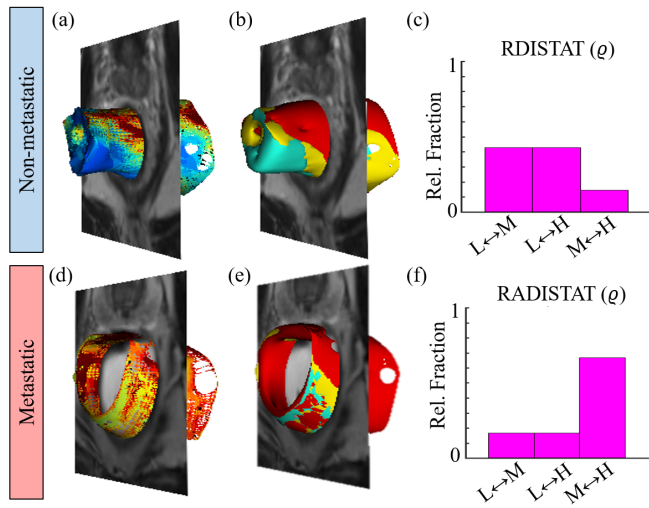 (a)
(b)
(c)
Non-metastatic
RDISTAT (ϱ)
Rel. Fraction
1
0
L↔M
L↔H
M↔H
(d)
(e)
(f)
Metastatic
RADISTAT (ϱ)
Rel. Fraction
1
0
L↔M
L↔H
M↔H